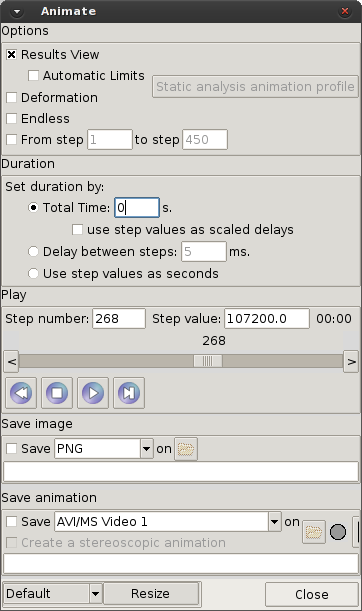 Animate
Options
Results View
Automatic Limits
Static analysis animation profile
Deformation
Endless
From step 1 to step 450
Duration
Set duration by:
Total Time: 0 s.
use step values as scaled delays
Delay between steps: 5 ms.
Use step values as seconds
Play
Step number: 268 Step value: 107200.0 00:00
268
< >
Save image
Save PNG on
Save animation
Save AVI/MS Video 1 on
Create a stereoscopic animation
Default Resize Close